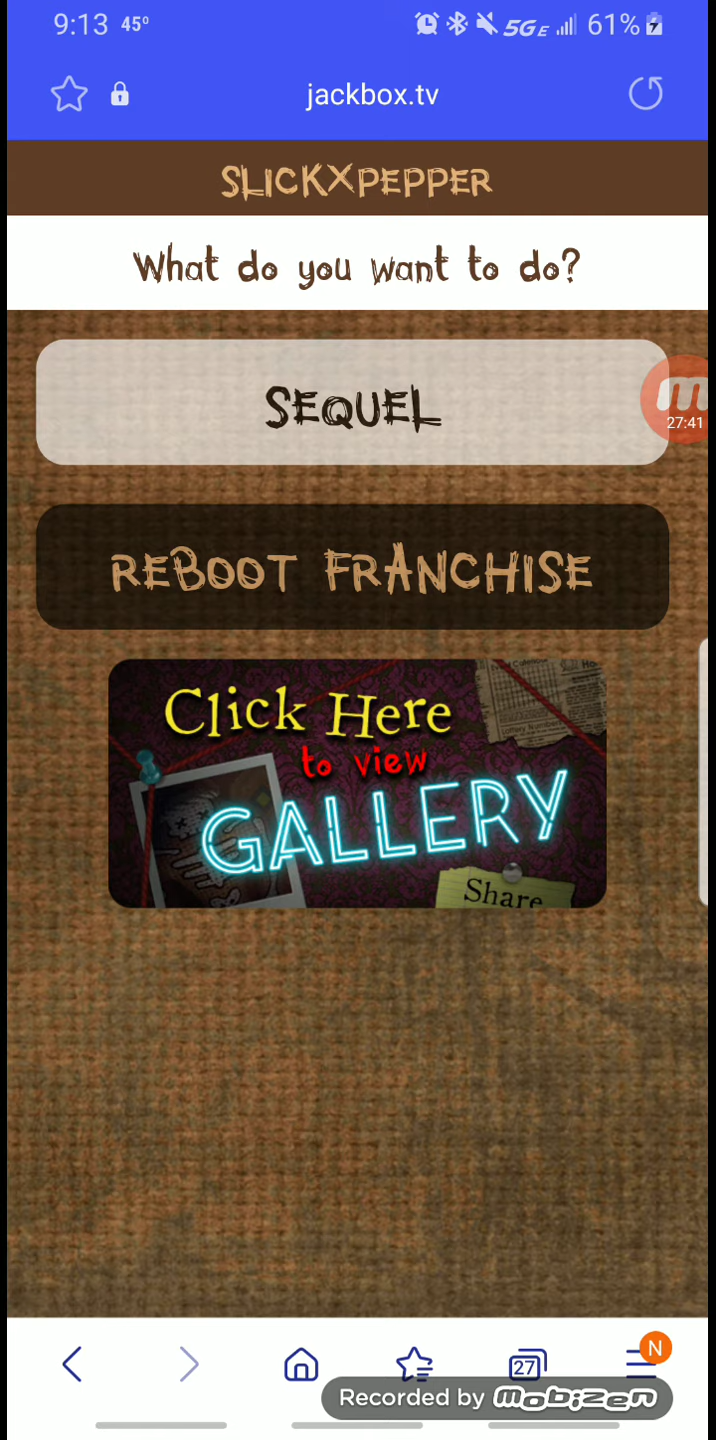 9:13 45° 5GE 61%
jackbox.tv
SLICKXPEPPER
What do you want to do?
SEQUEL
27:41
REBOOT FRANCHISE
Click Here
to view
GALLERY
Share
N
27
Recorded by mobizen